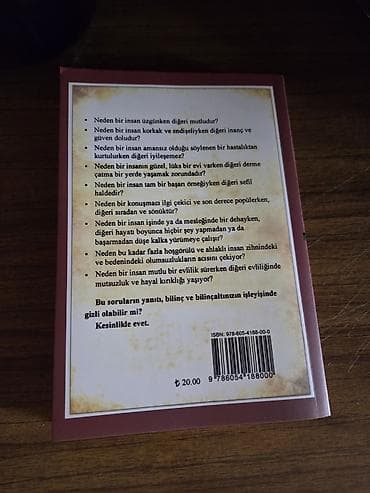 • Neden bir insan üzgünken diğeri mutludur?
• Neden bir insan korkak ve endişeliyken diğeri inanç ve
güven doludur?
• Neden bir insan amansız olduğu söylenen bir hastalıktan
kurtulurken diğeri iyileşemez?
• Neden bir insanın güzel, lüks bir evi varken diğeri derme
çatma bir yerde yaşamak zorundadır?
• Neden bir insan tam bir başarı örneğiyken diğeri sefil
haldedir?
• Neden bir konuşmacı ilgi çekici ve son derece popülerken,
diğeri sıradan ve sönüktür?
• Neden bir insan işinde ya da mesleğinde bir dehayken,
diğeri hayatı boyunca hiçbir şey yapmadan ya da
başarmadan düşe kalka yürümeye çalışır?
• Neden bu kadar fazla hoşgörülü ve ahlaklı insan zihnindeki
ve bedenindeki olumsuzlukların acısını çekiyor?
• Neden bir insan mutlu bir evlilik sürerken diğeri evliliğinde
mutsuzluk ve hayal kırıklığı yaşıyor?
Bu soruların yanıtı, bilinç ve bilinçaltınızın işleyişinde
gizli olabilir mi?
Kesinlikle evet.
ISBN: 978-605-4188-00-0
₺ 20.00
9 786054 188000